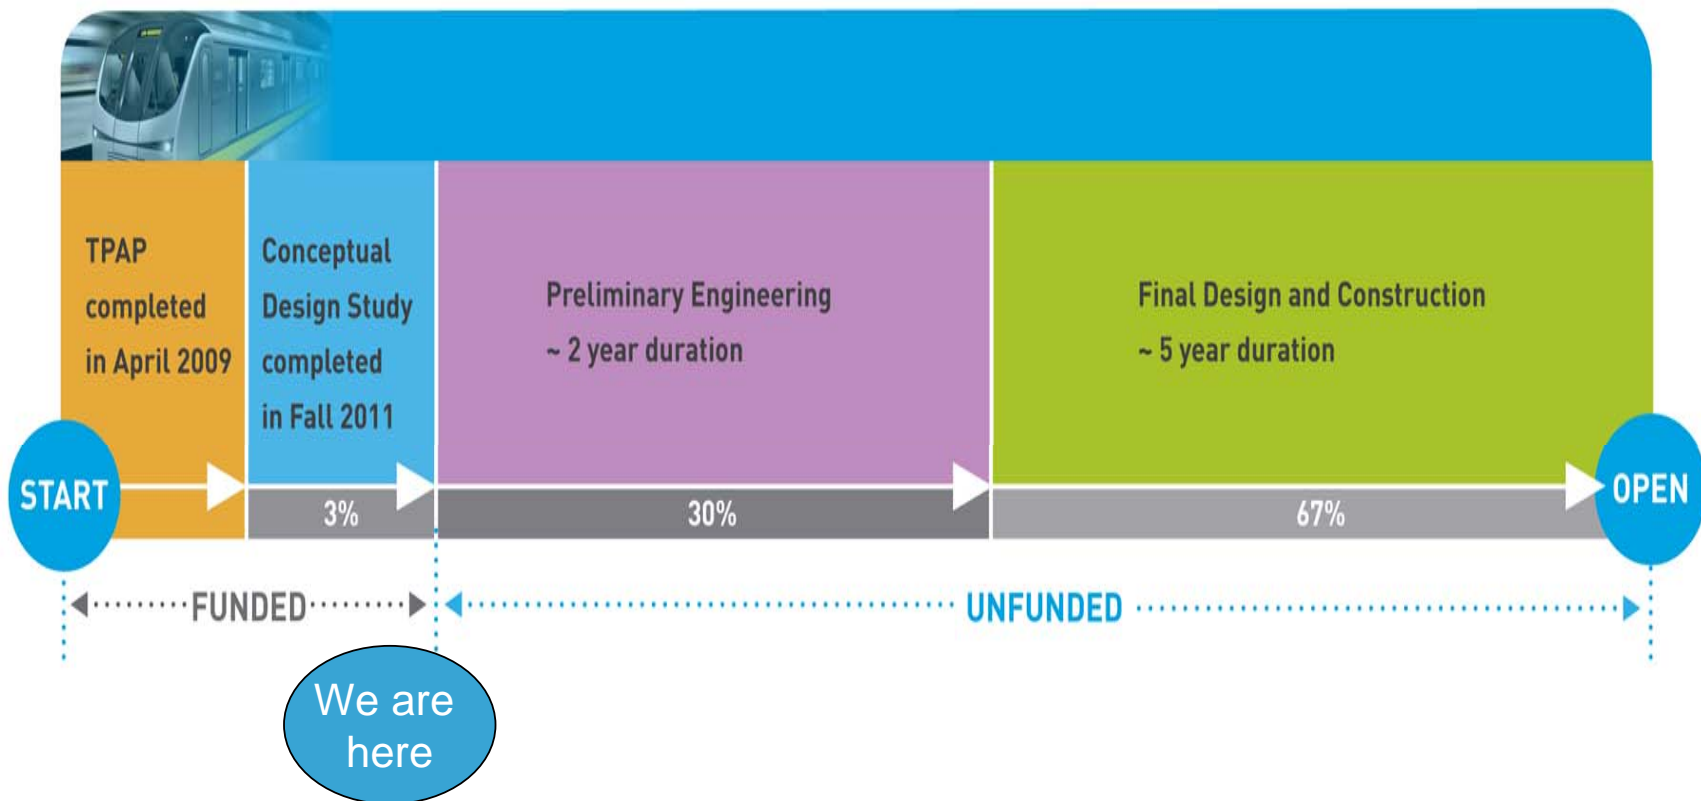 TPAP
completed
in April 2009
Conceptual
Design Study
completed
in Fall 2011
Preliminary Engineering
~ 2 year duration
Final Design and Construction
~ 5 year duration
START
3%
30%
67%
OPEN
FUNDED
UNFUNDED
We are
here